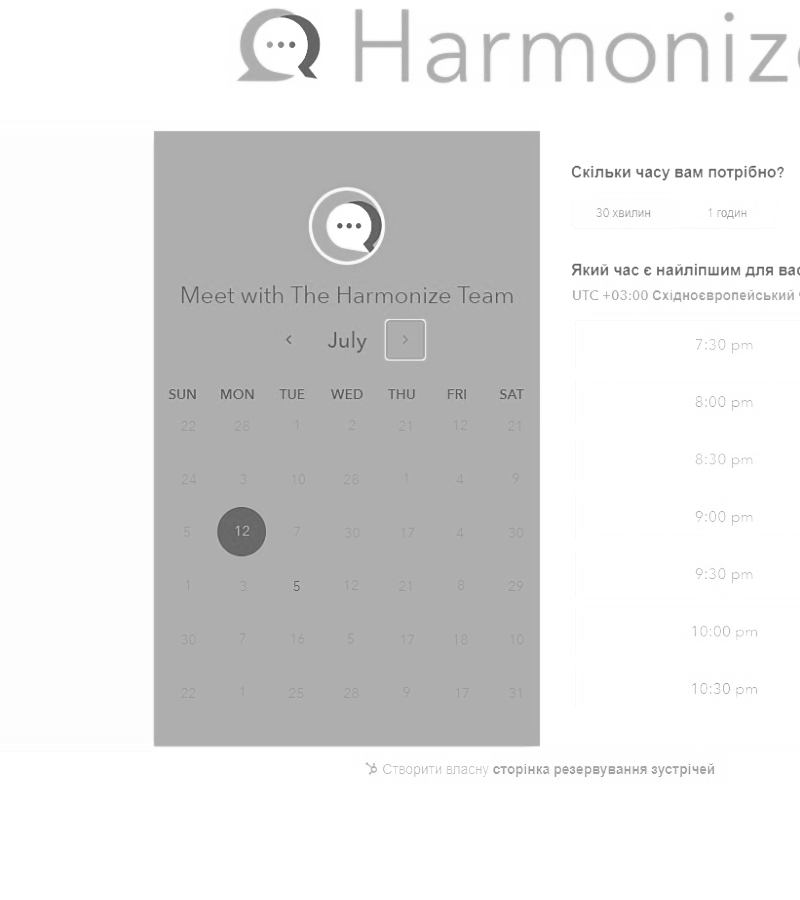 Harmonize
Meet with The Harmonize Team
July
SUN MON TUE WED THU FRI SAT
22 28 1 2 21 12 21
24 3 10 28 1 4 9
5 12 7 30 17 4 30
1 3 5 12 21 8 29
30 7 16 5 17 18 10
22 1 25 28 9 17 31
Скільки часу вам потрібно?
30 хвилин 1 годин
Який час є найліпшим для вас
UTC +03:00 Східноєвропейський
7:30 pm
8:00 pm
8:30 pm
9:00 pm
9:30 pm
10:00 pm
10:30 pm
Створити власну сторінка резервування зустрічей